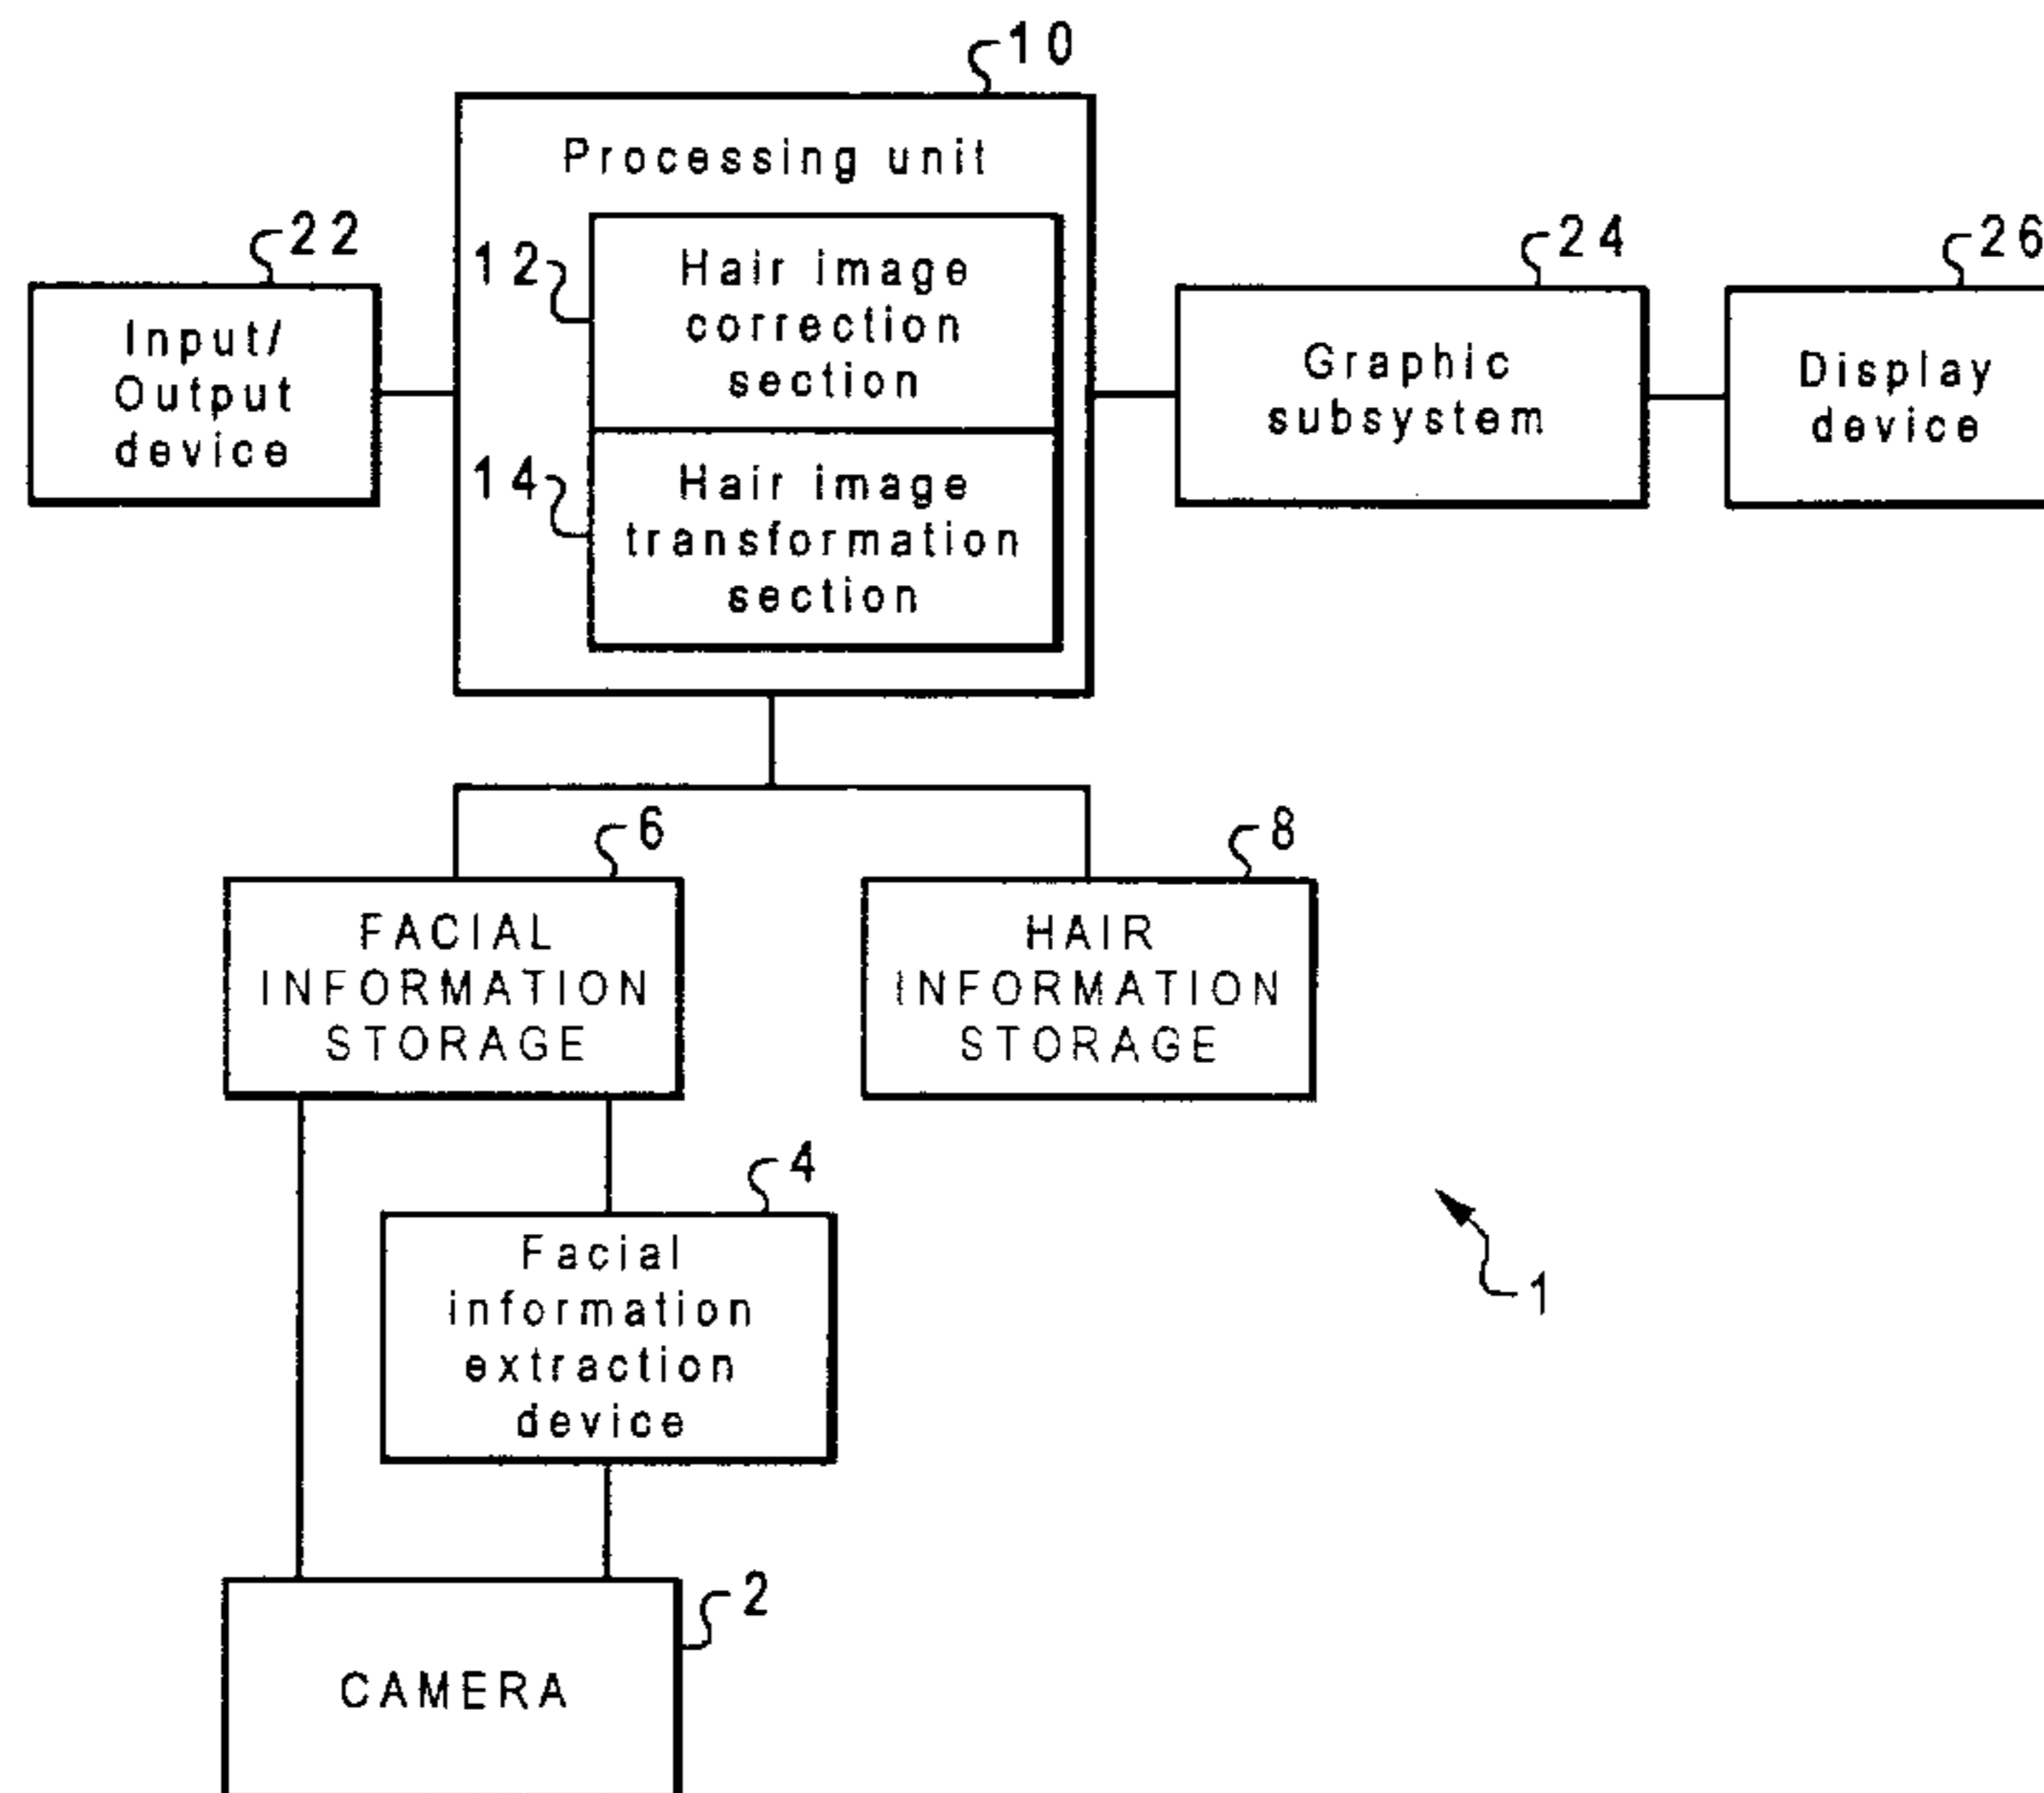 10
Processing unit
22
12
Hair image
correction
section
24
26
Input/
Output
device
Graphic
subsystem
Display
device
14
Hair image
transformation
section
6
8
FACIAL
INFORMATION
STORAGE
HAIR
INFORMATION
STORAGE
4
Facial
information
extraction
device
1
2
CAMERA